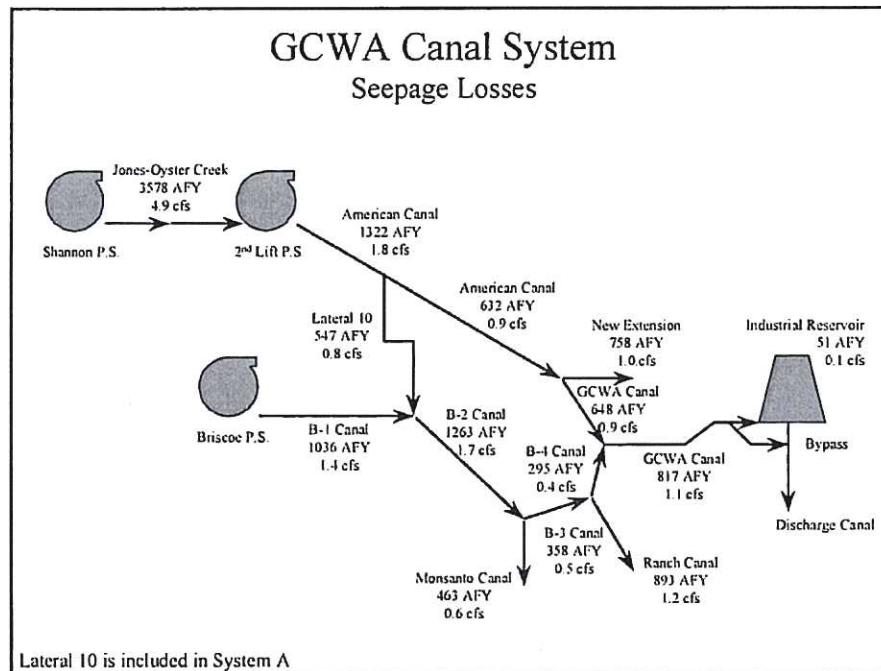 GCWA Canal System
Seepage Losses
Jones-Oyster Creek
3578 AFY
4.9 cfs
Shannon P.S.
2nd Lift P.S.
American Canal
1322 AFY
1.8 cfs
American Canal
632 AFY
0.9 cfs
Lateral 10
547 AFY
0.8 cfs
New Extension
758 AFY
1.0 cfs
Industrial Reservoir
51 AFY
0.1 cfs
Briscoe P.S.
B-1 Canal
1036 AFY
1.4 cfs
B-2 Canal
1263 AFY
1.7 cfs
GCWA Canal
648 AFY
0.9 cfs
B-4 Canal
295 AFY
0.4 cfs
GCWA Canal
817 AFY
1.1 cfs
Bypass
Discharge Canal
B-3 Canal
358 AFY
0.5 cfs
Monsanto Canal
463 AFY
0.6 cfs
Ranch Canal
893 AFY
1.2 cfs
Lateral 10 is included in System A